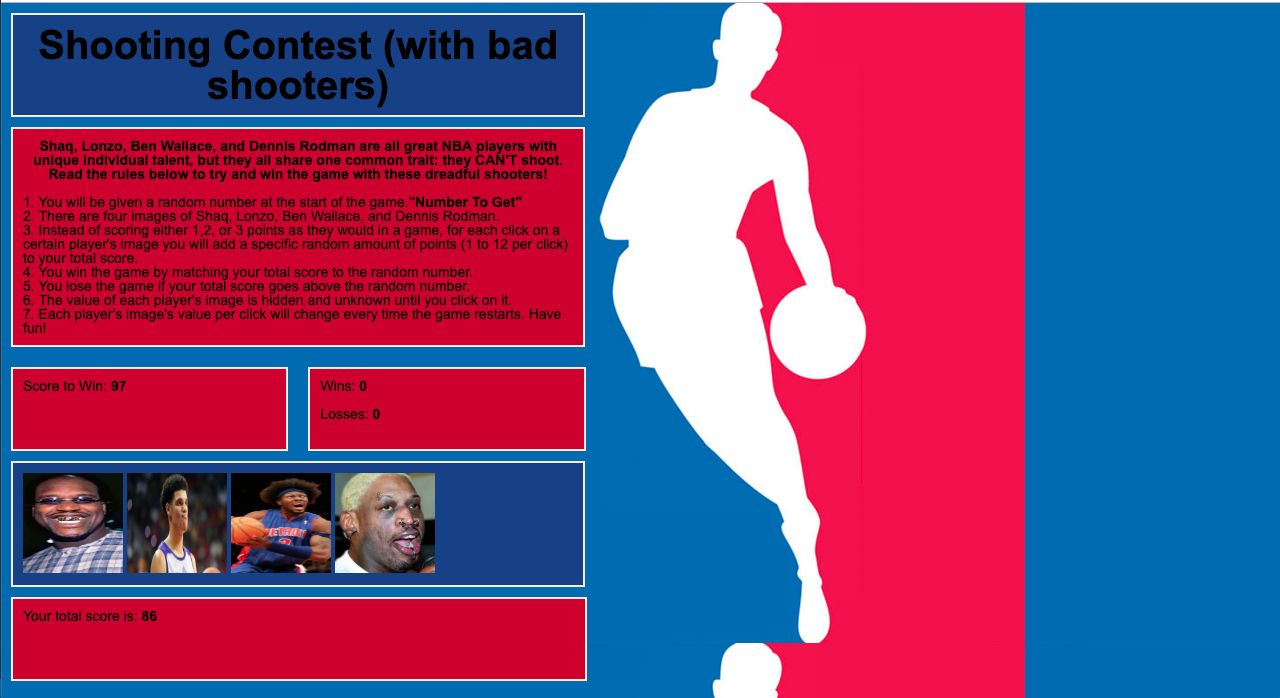 Shooting Contest (with bad
shooters)
Shaq, Lonzo, Ben Wallace, and Dennis Rodman are all great NBA players with
unique individual talent, but they all share one common trait: they CAN'T shoot.
Read the rules below to try and win the game with these dreadful shooters!
1. You will be given a random number at the start of the game."Number To Get"
2. There are four images of Shaq, Lonzo, Ben Wallace, and Dennis Rodman.
3. Instead of scoring either 1,2, or 3 points as they would in a game, for each click on a
certain player's image you will add a specific random amount of points (1 to 12 per click)
to your total score.
4. You win the game by matching your total score to the random number.
5. You lose the game if your total score goes above the random number.
6. The value of each player's image is hidden and unknown until you click on it.
7. Each player's image's value per click will change every time the game restarts. Have
fun!
Score to Win: 97
Wins: 0
Losses: 0
DETROIT
Your total score is: 86